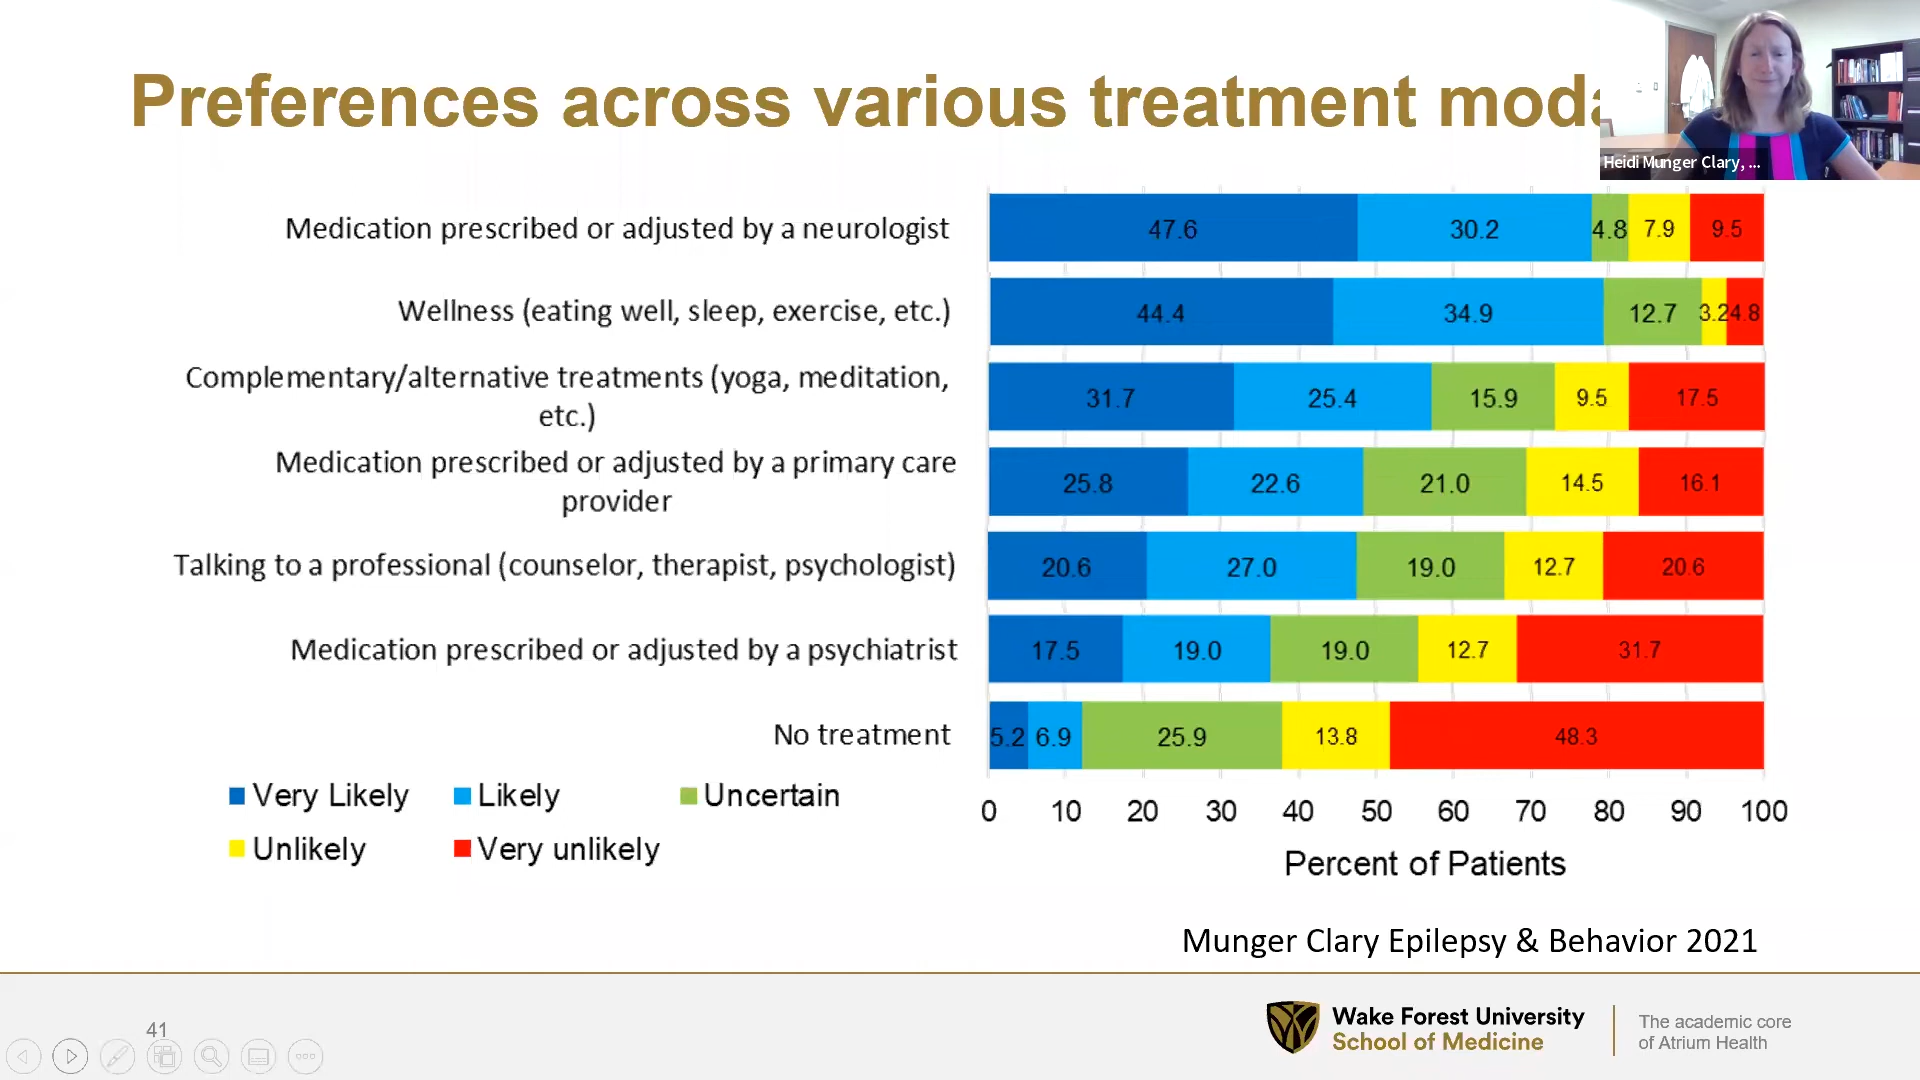 Preferences across various treatment moda
Heidi Munger Clary, ...
Medication prescribed or adjusted by a neurologist
47.6 30.2 4.8 7.9 9.5
Wellness (eating well, sleep, exercise, etc.)
44.4 34.9 12.7 3.2 4.8
Complementary/alternative treatments (yoga, meditation,
etc.)
31.7 25.4 15.9 9.5 17.5
Medication prescribed or adjusted by a primary care
provider
25.8 22.6 21.0 14.5 16.1
Talking to a professional (counselor, therapist, psychologist)
20.6 27.0 19.0 12.7 20.6
Medication prescribed or adjusted by a psychiatrist
17.5 19.0 19.0 12.7 31.7
No treatment
5.2 6.9 25.9 13.8 48.3
Very Likely Likely Uncertain
Unlikely Very unlikely
0 10 20 30 40 50 60 70 80 90 100
Percent of Patients
Munger Clary Epilepsy & Behavior 2021
41
Wake Forest University
School of Medicine
The academic core
of Atrium Health